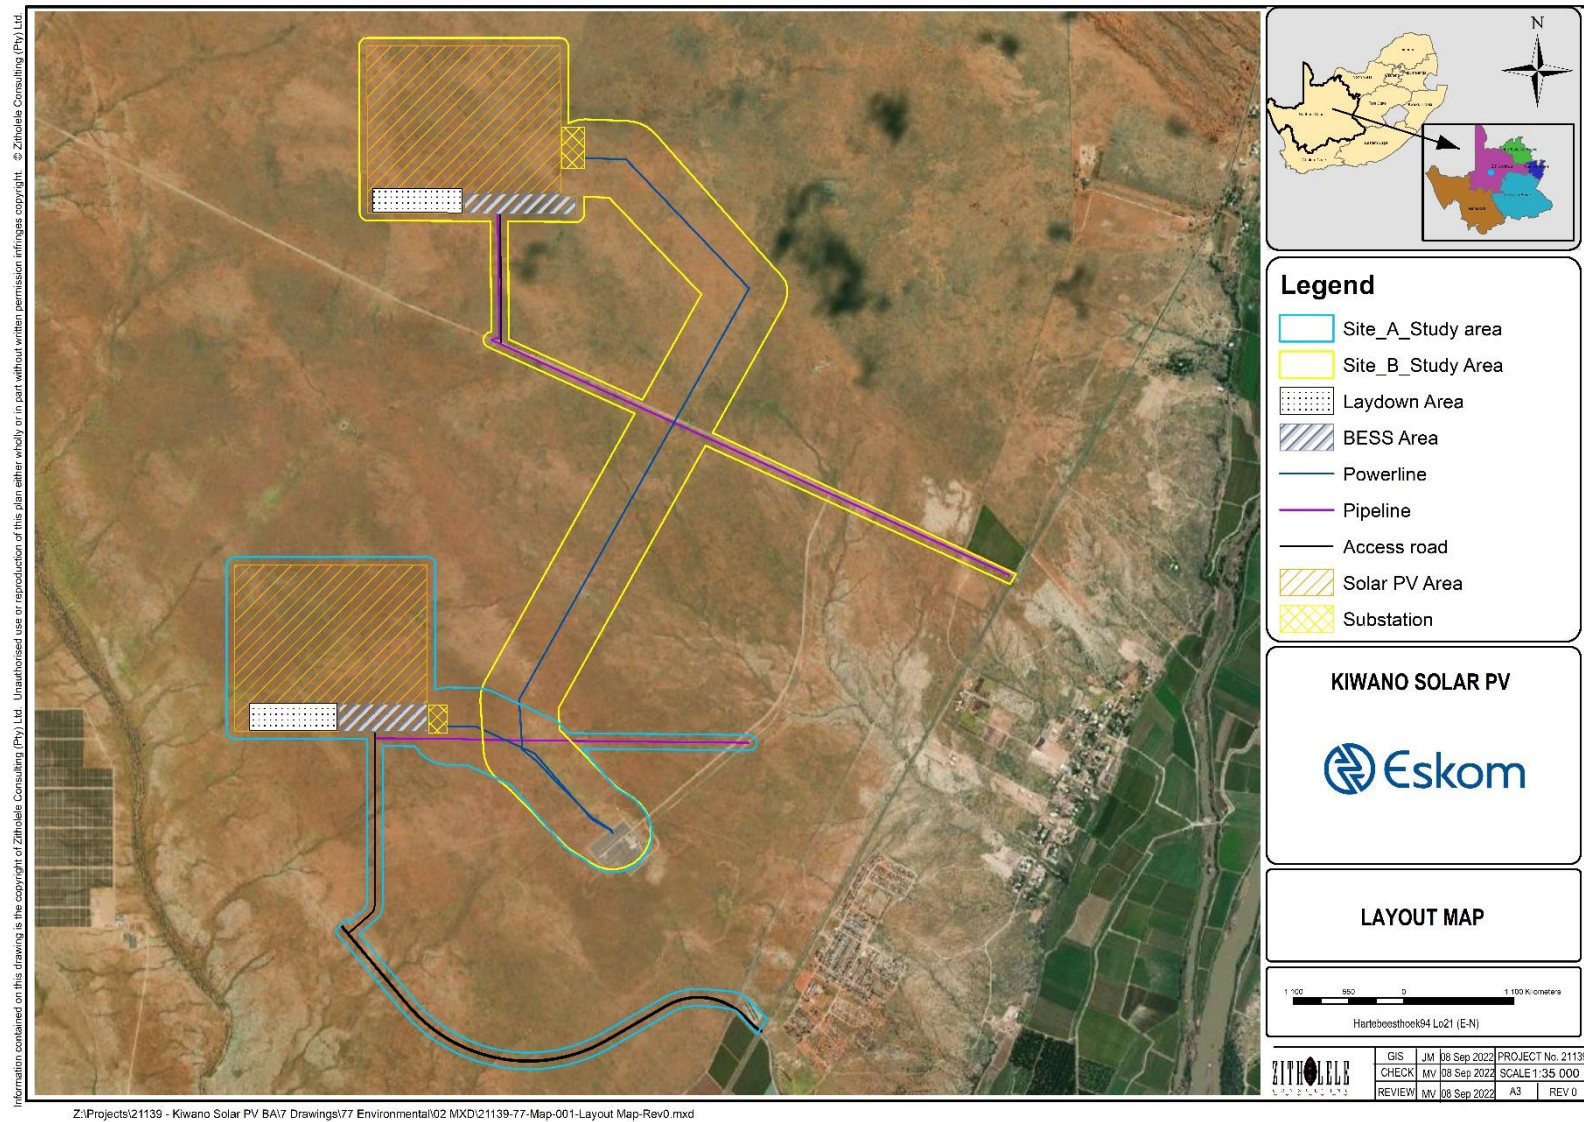 Information contained on this drawing is the copyright of Zitholele Consulting (Pty) Ltd. Unauthorised use or reproduction of this plan either wholly or in part without written permission infringes copyright. © Zitholele Consulting (Pty) Ltd.
N
Legend
Site_A_Study area
Site_B_Study Area
Laydown Area
BESS Area
Powerline
Pipeline
Access road
Solar PV Area
Substation
KIWANO SOLAR PV
Eskom
LAYOUT MAP
1 100 550 0 1 100 Kilometers
Hartebeesthoek94 Lo21 (E-N)
ZITHOLELE
GIS JM 08 Sep 2022 PROJECT No. 21139
CHECK MV 08 Sep 2022 SCALE 1:35 000
REVIEW MV 08 Sep 2022 A3 REV 0
Z:\Projects\21139 - Kiwano Solar PV BA\7 Drawings\77 Environmental\02 MXD\21139-77-Map-001-Layout Map-Rev0.mxd